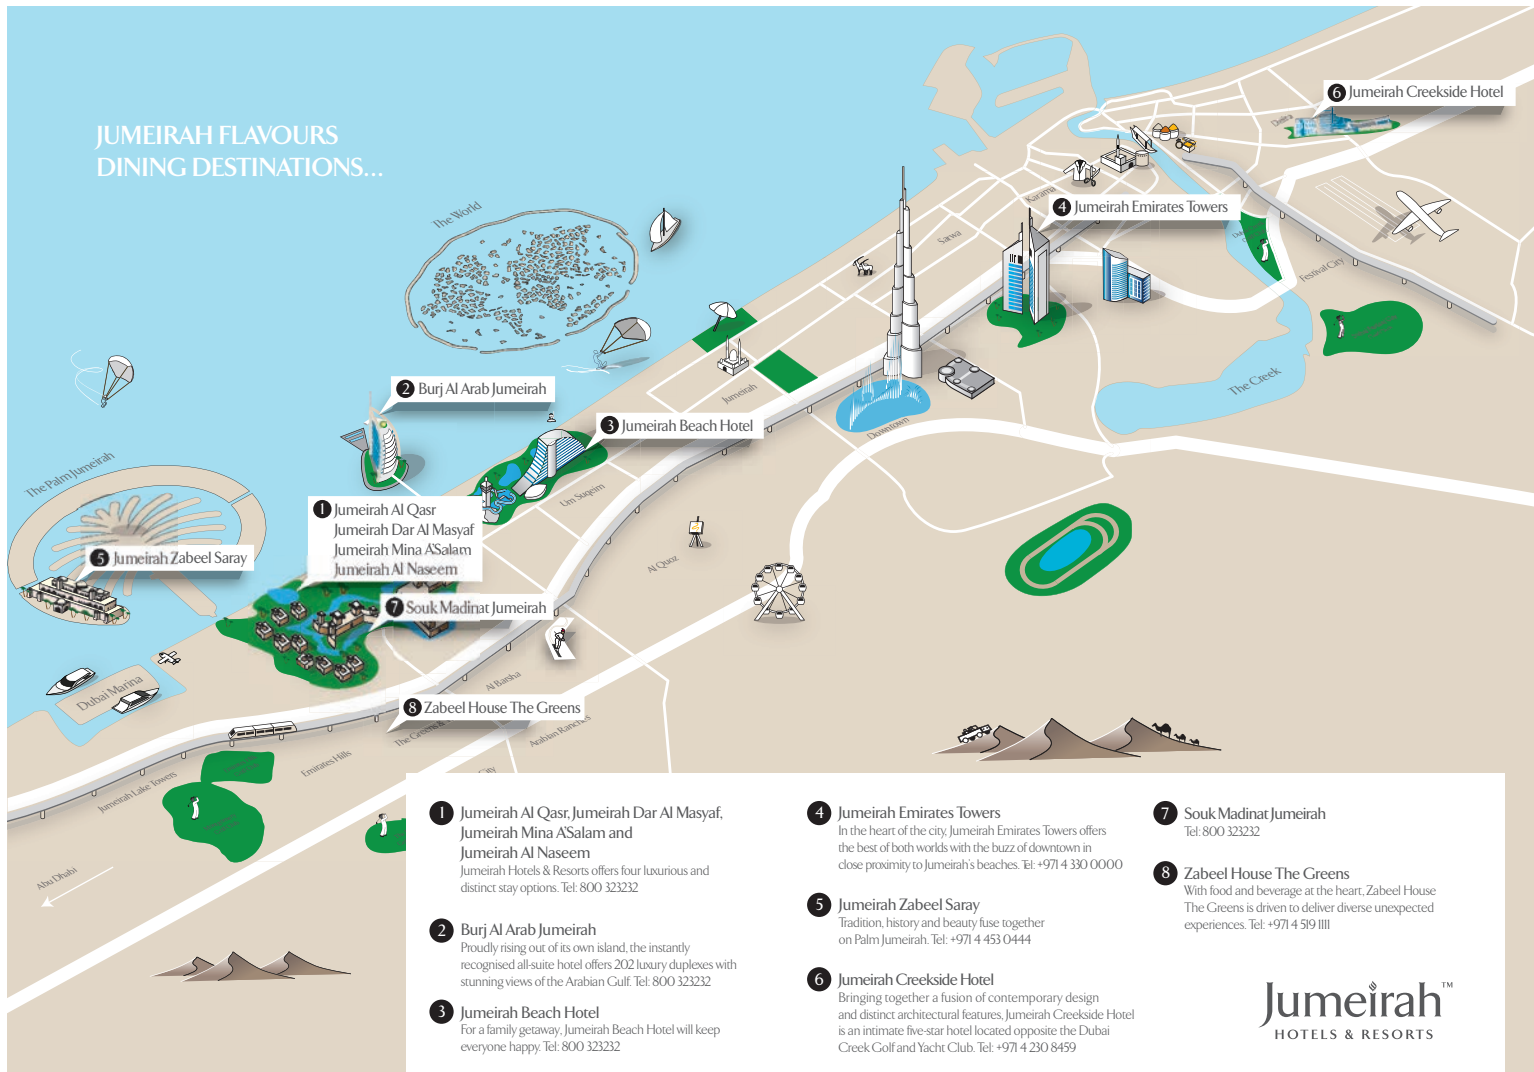 JUMEIRAH FLAVOURS
DINING DESTINATIONS...
6 Jumeirah Creekside Hotel
Deira
Karama
4 Jumeirah Emirates Towers
The World
Satwa
Festival City
The Creek
2 Burj Al Arab Jumeirah
Jumeirah
3 Jumeirah Beach Hotel
Downtown
The Palm Jumeirah
Um Suqeim
1 Jumeirah Al Qasr
Jumeirah Dar Al Masyaf
Jumeirah Mina A'Salam
Jumeirah Al Naseem
5 Jumeirah Zabeel Saray
Al Quoz
7 Souk Madinat Jumeirah
Dubai Marina
Al Barsha
8 Zabeel House The Greens
The Greens &
Arabian Ranches
Emirates Hills
City
Jumeirah Lake Towers
Abu Dhabi
1 Jumeirah Al Qasr, Jumeirah Dar Al Masyaf,
Jumeirah Mina A'Salam and
Jumeirah Al Naseem
Jumeirah Hotels & Resorts offers four luxurious and
distinct stay options. Tel: 800 323232
2 Burj Al Arab Jumeirah
Proudly rising out of its own island, the instantly
recognised all-suite hotel offers 202 luxury duplexes with
stunning views of the Arabian Gulf. Tel: 800 323232
3 Jumeirah Beach Hotel
For a family getaway, Jumeirah Beach Hotel will keep
everyone happy. Tel: 800 323232
4 Jumeirah Emirates Towers
In the heart of the city, Jumeirah Emirates Towers offers
the best of both worlds with the buzz of downtown in
close proximity to Jumeirah's beaches. Tel: +971 4 330 0000
5 Jumeirah Zabeel Saray
Tradition, history and beauty fuse together
on Palm Jumeirah. Tel: +971 4 453 0444
6 Jumeirah Creekside Hotel
Bringing together a fusion of contemporary design
and distinct architectural features, Jumeirah Creekside Hotel
is an intimate five-star hotel located opposite the Dubai
Creek Golf and Yacht Club. Tel: +971 4 230 8459
7 Souk Madinat Jumeirah
Tel: 800 323232
8 Zabeel House The Greens
With food and beverage at the heart, Zabeel House
The Greens is driven to deliver diverse unexpected
experiences. Tel: +971 4 519 1111
Jumeirah™
HOTELS & RESORTS